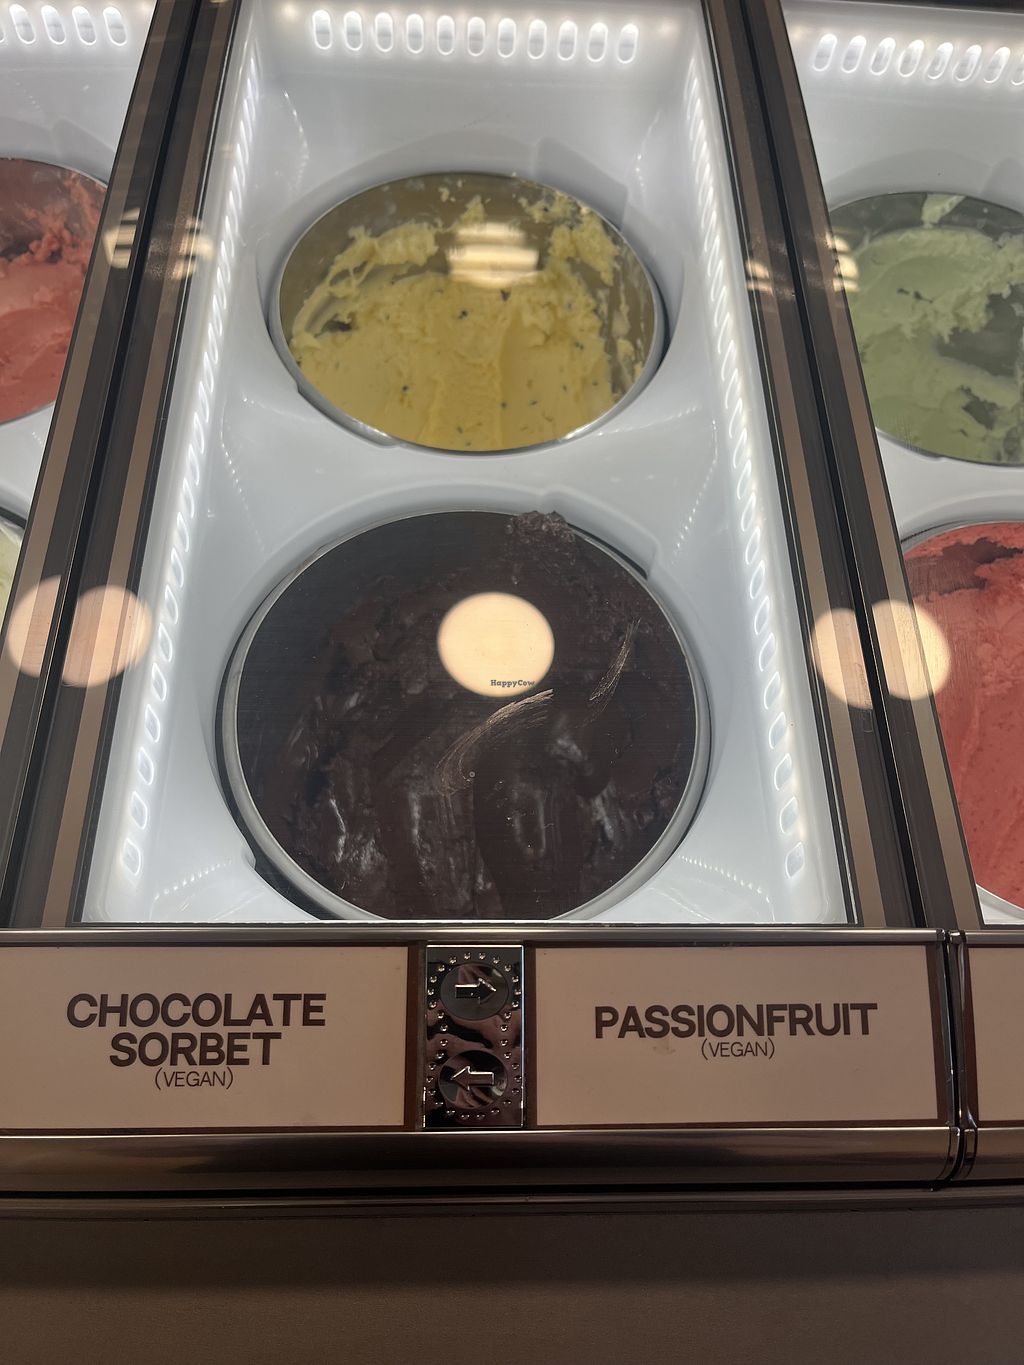 HappyCow
CHOCOLATE
SORBET
(VEGAN)
PASSIONFRUIT
(VEGAN)